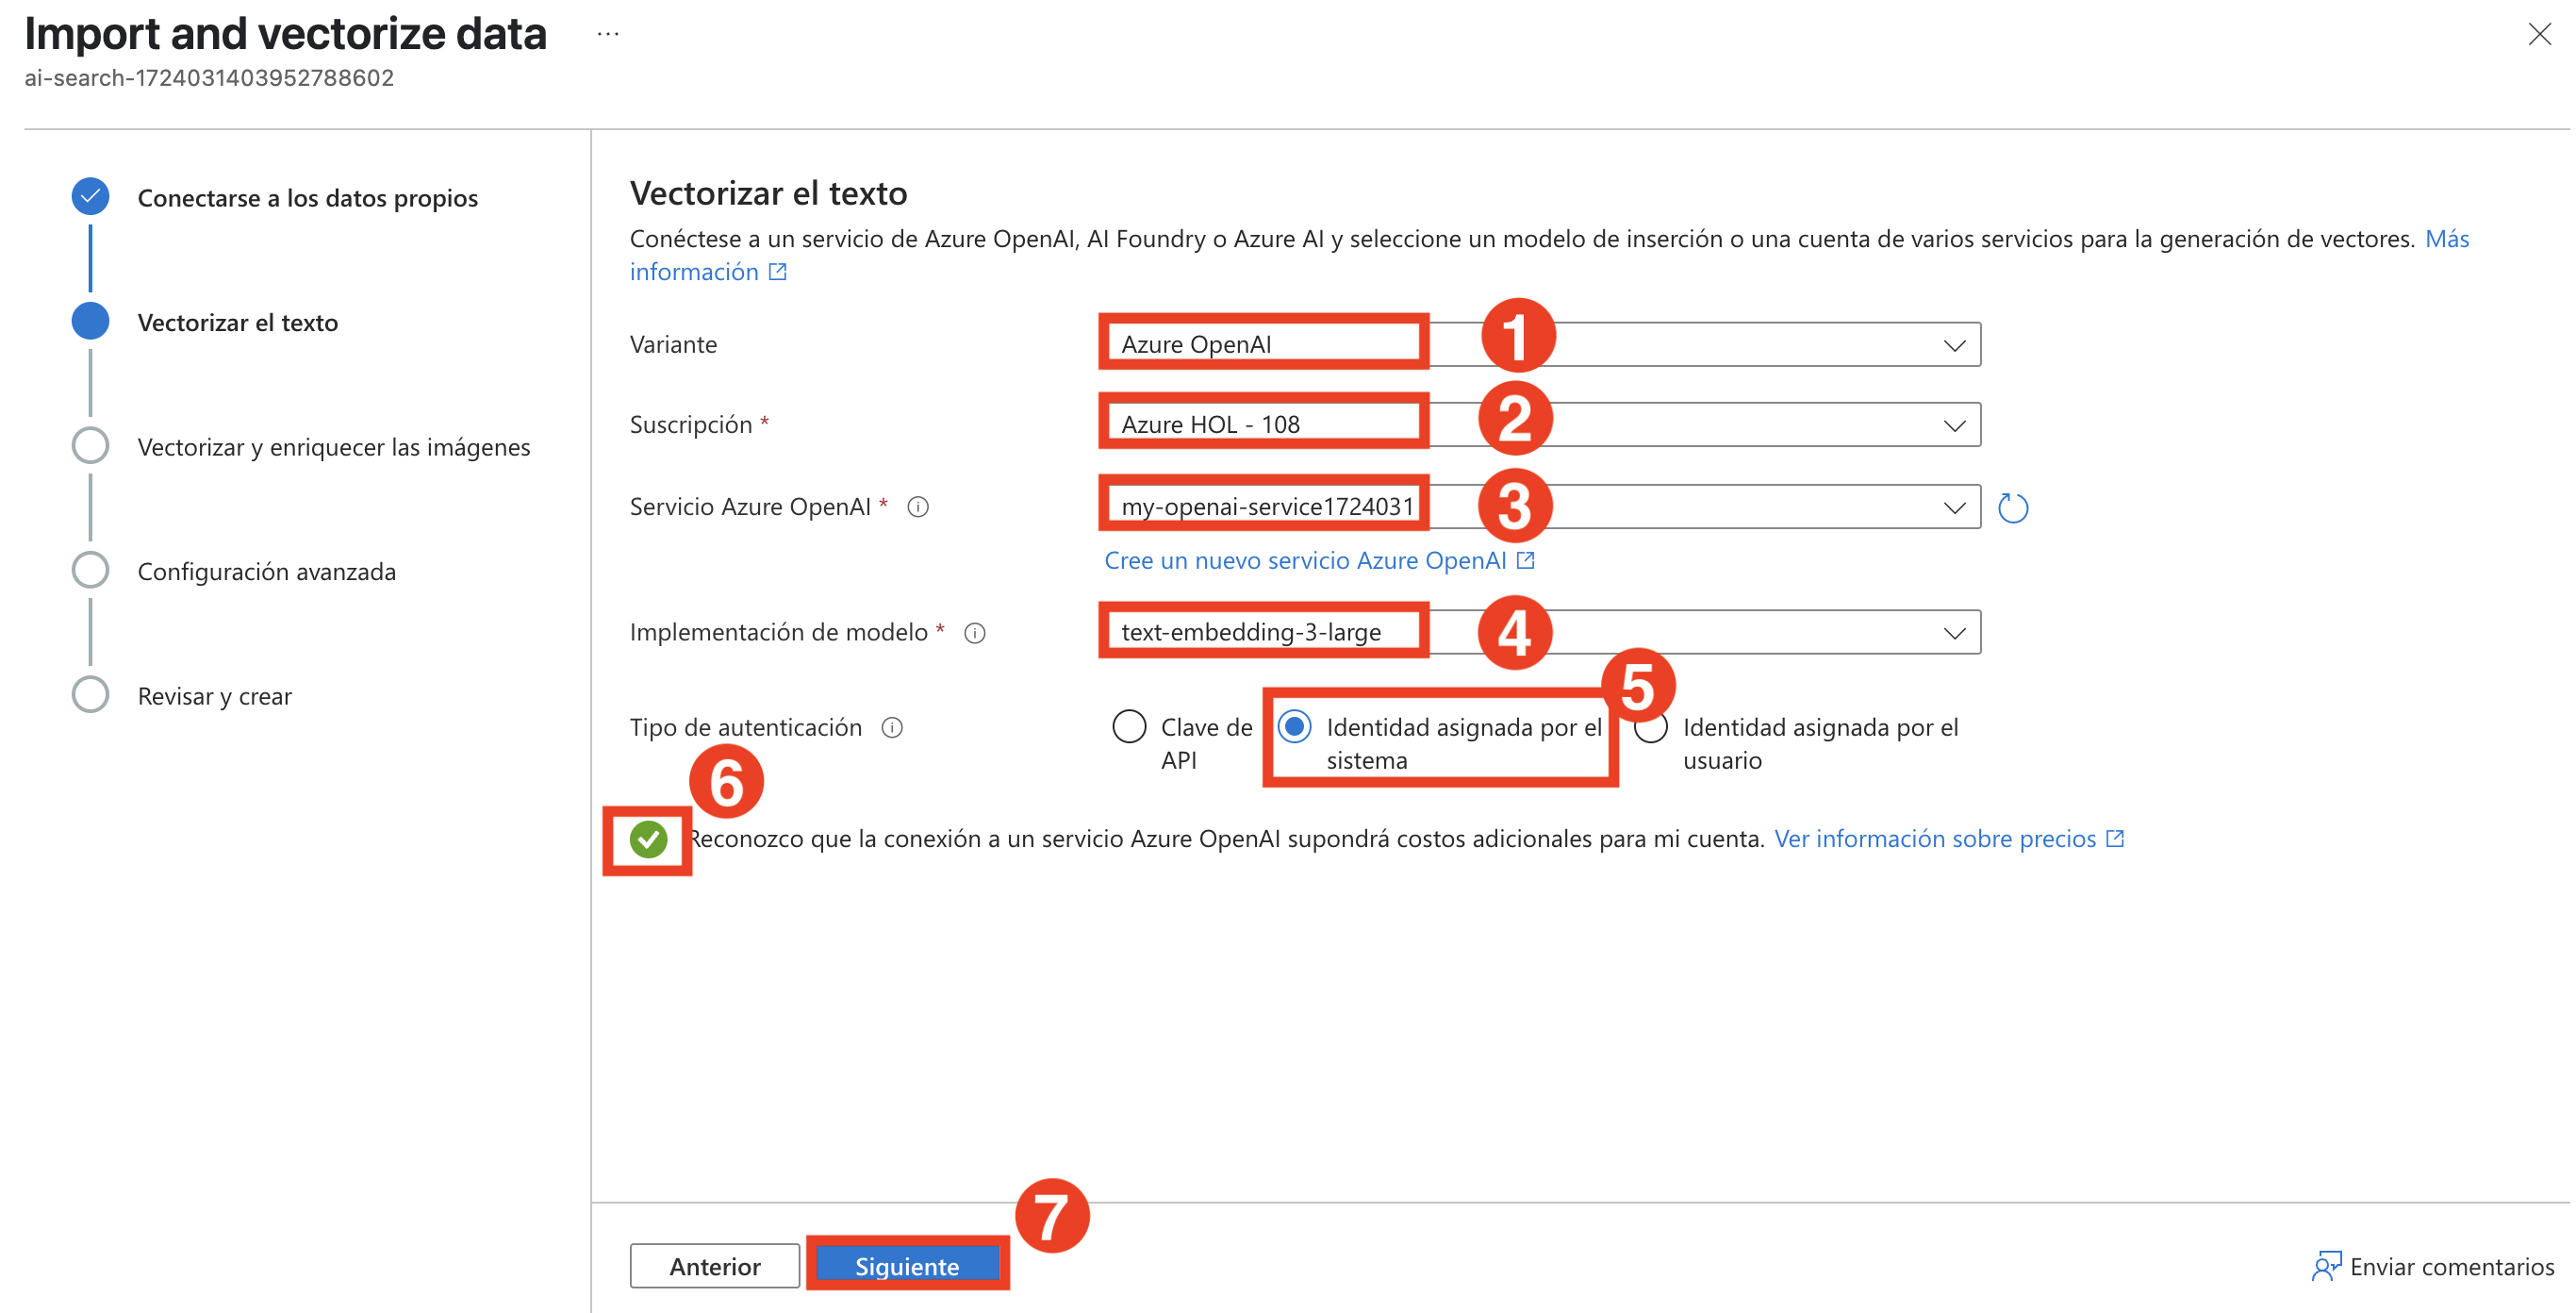 Import and vectorize data ...
ai-search-1724031403952788602
Conectarse a los datos propios
Vectorizar el texto
Vectorizar y enriquecer las imágenes
Configuración avanzada
Revisar y crear
Vectorizar el texto
Conéctese a un servicio de Azure OpenAI, AI Foundry o Azure AI y seleccione un modelo de inserción o una cuenta de varios servicios para la generación de vectores. Más
información
Variante Azure OpenAI 1
Suscripción * Azure HOL - 108 2
Servicio Azure OpenAI * my-openai-service1724031 3
Cree un nuevo servicio Azure OpenAI
Implementación de modelo * text-embedding-3-large 4
5
Tipo de autenticación Clave de API Identidad asignada por el sistema Identidad asignada por el usuario
6
Reconozco que la conexión a un servicio Azure OpenAI supondrá costos adicionales para mi cuenta. Ver información sobre precios
7
Anterior Siguiente Enviar comentarios